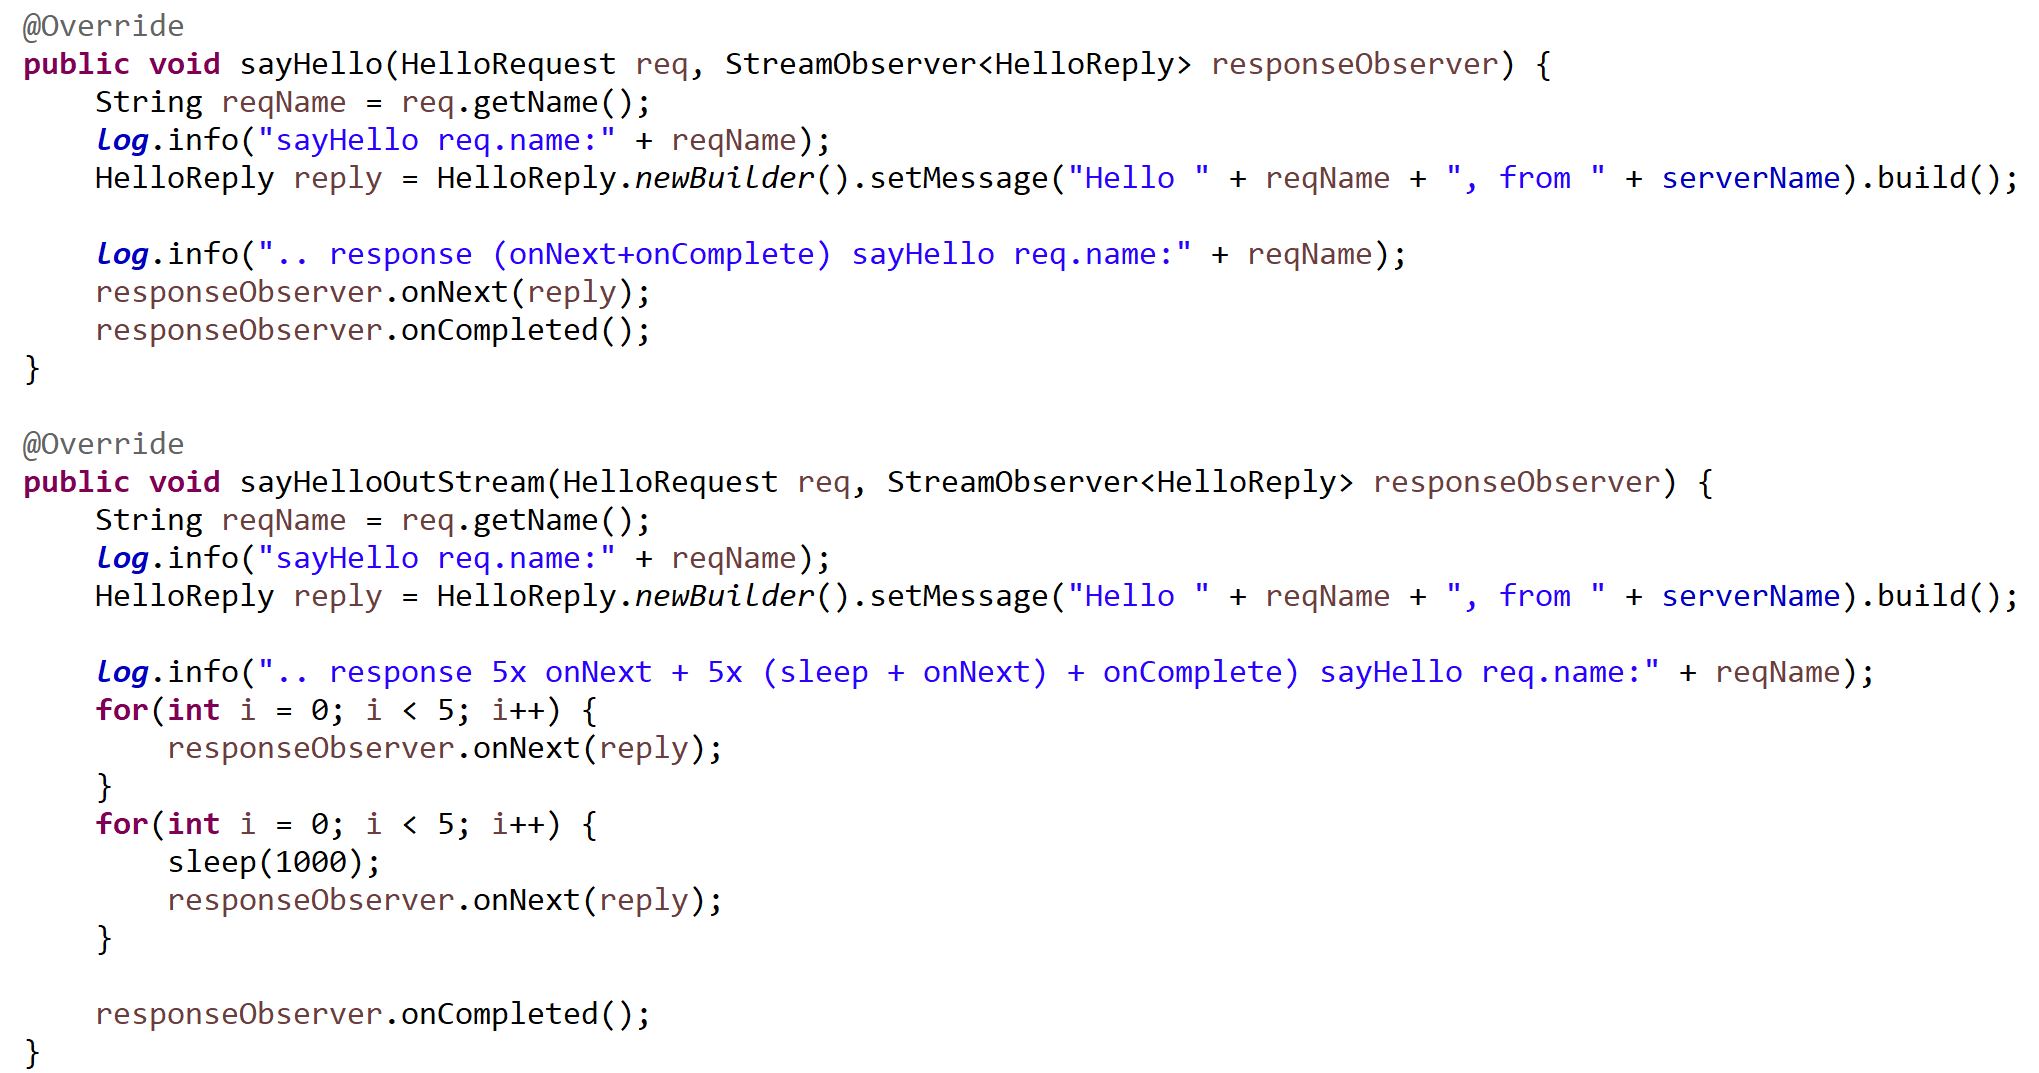 @Override
public void sayHello(HelloRequest req, StreamObserver<HelloReply> responseObserver) {
    String reqName = req.getName();
    log.info("sayHello req.name:" + reqName);
    HelloReply reply = HelloReply.newBuilder().setMessage("Hello " + reqName + ", from " + serverName).build();

    log.info(".. response (onNext+onComplete) sayHello req.name:" + reqName);
    responseObserver.onNext(reply);
    responseObserver.onCompleted();
}

@Override
public void sayHelloOutStream(HelloRequest req, StreamObserver<HelloReply> responseObserver) {
    String reqName = req.getName();
    log.info("sayHello req.name:" + reqName);
    HelloReply reply = HelloReply.newBuilder().setMessage("Hello " + reqName + ", from " + serverName).build();

    log.info(".. response 5x onNext + 5x (sleep + onNext) + onComplete) sayHello req.name:" + reqName);
    for(int i = 0; i < 5; i++) {
        responseObserver.onNext(reply);
    }
    for(int i = 0; i < 5; i++) {
        sleep(1000);
        responseObserver.onNext(reply);
    }

    responseObserver.onCompleted();
}